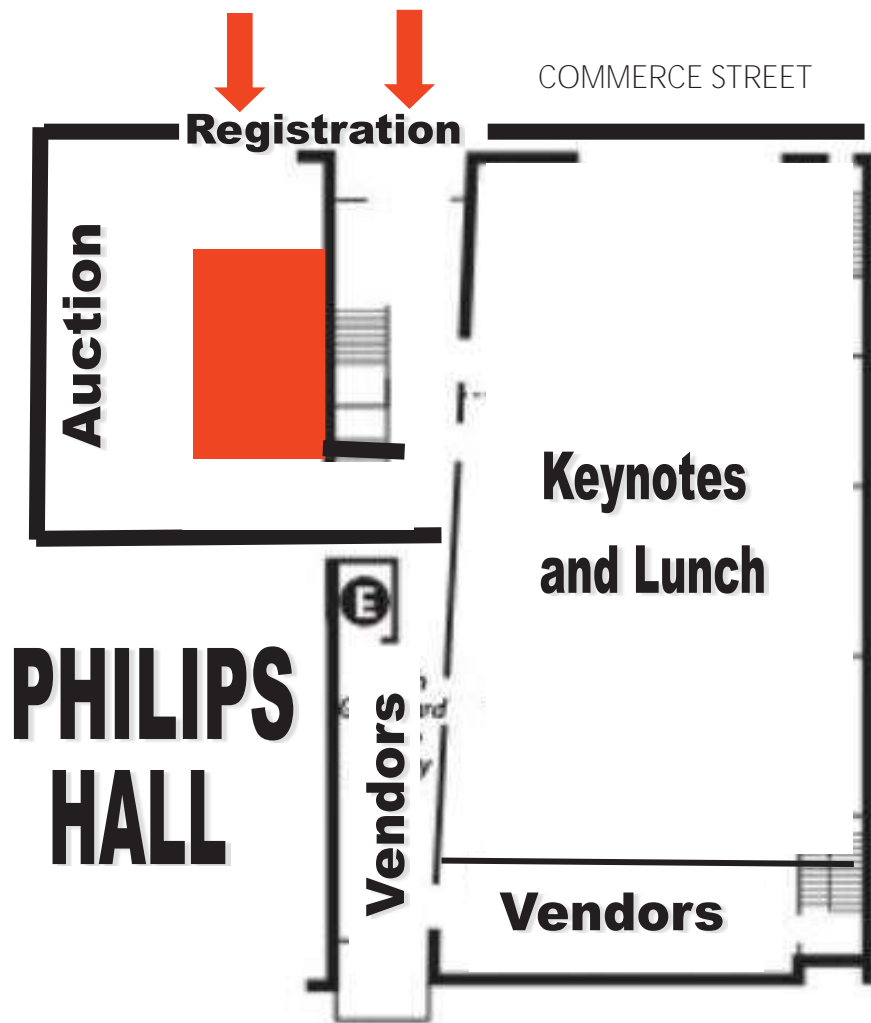 COMMERCE STREET
Registration
Auction
Keynotes
and Lunch
E
PHILIPS
HALL
Vendors
Vendors